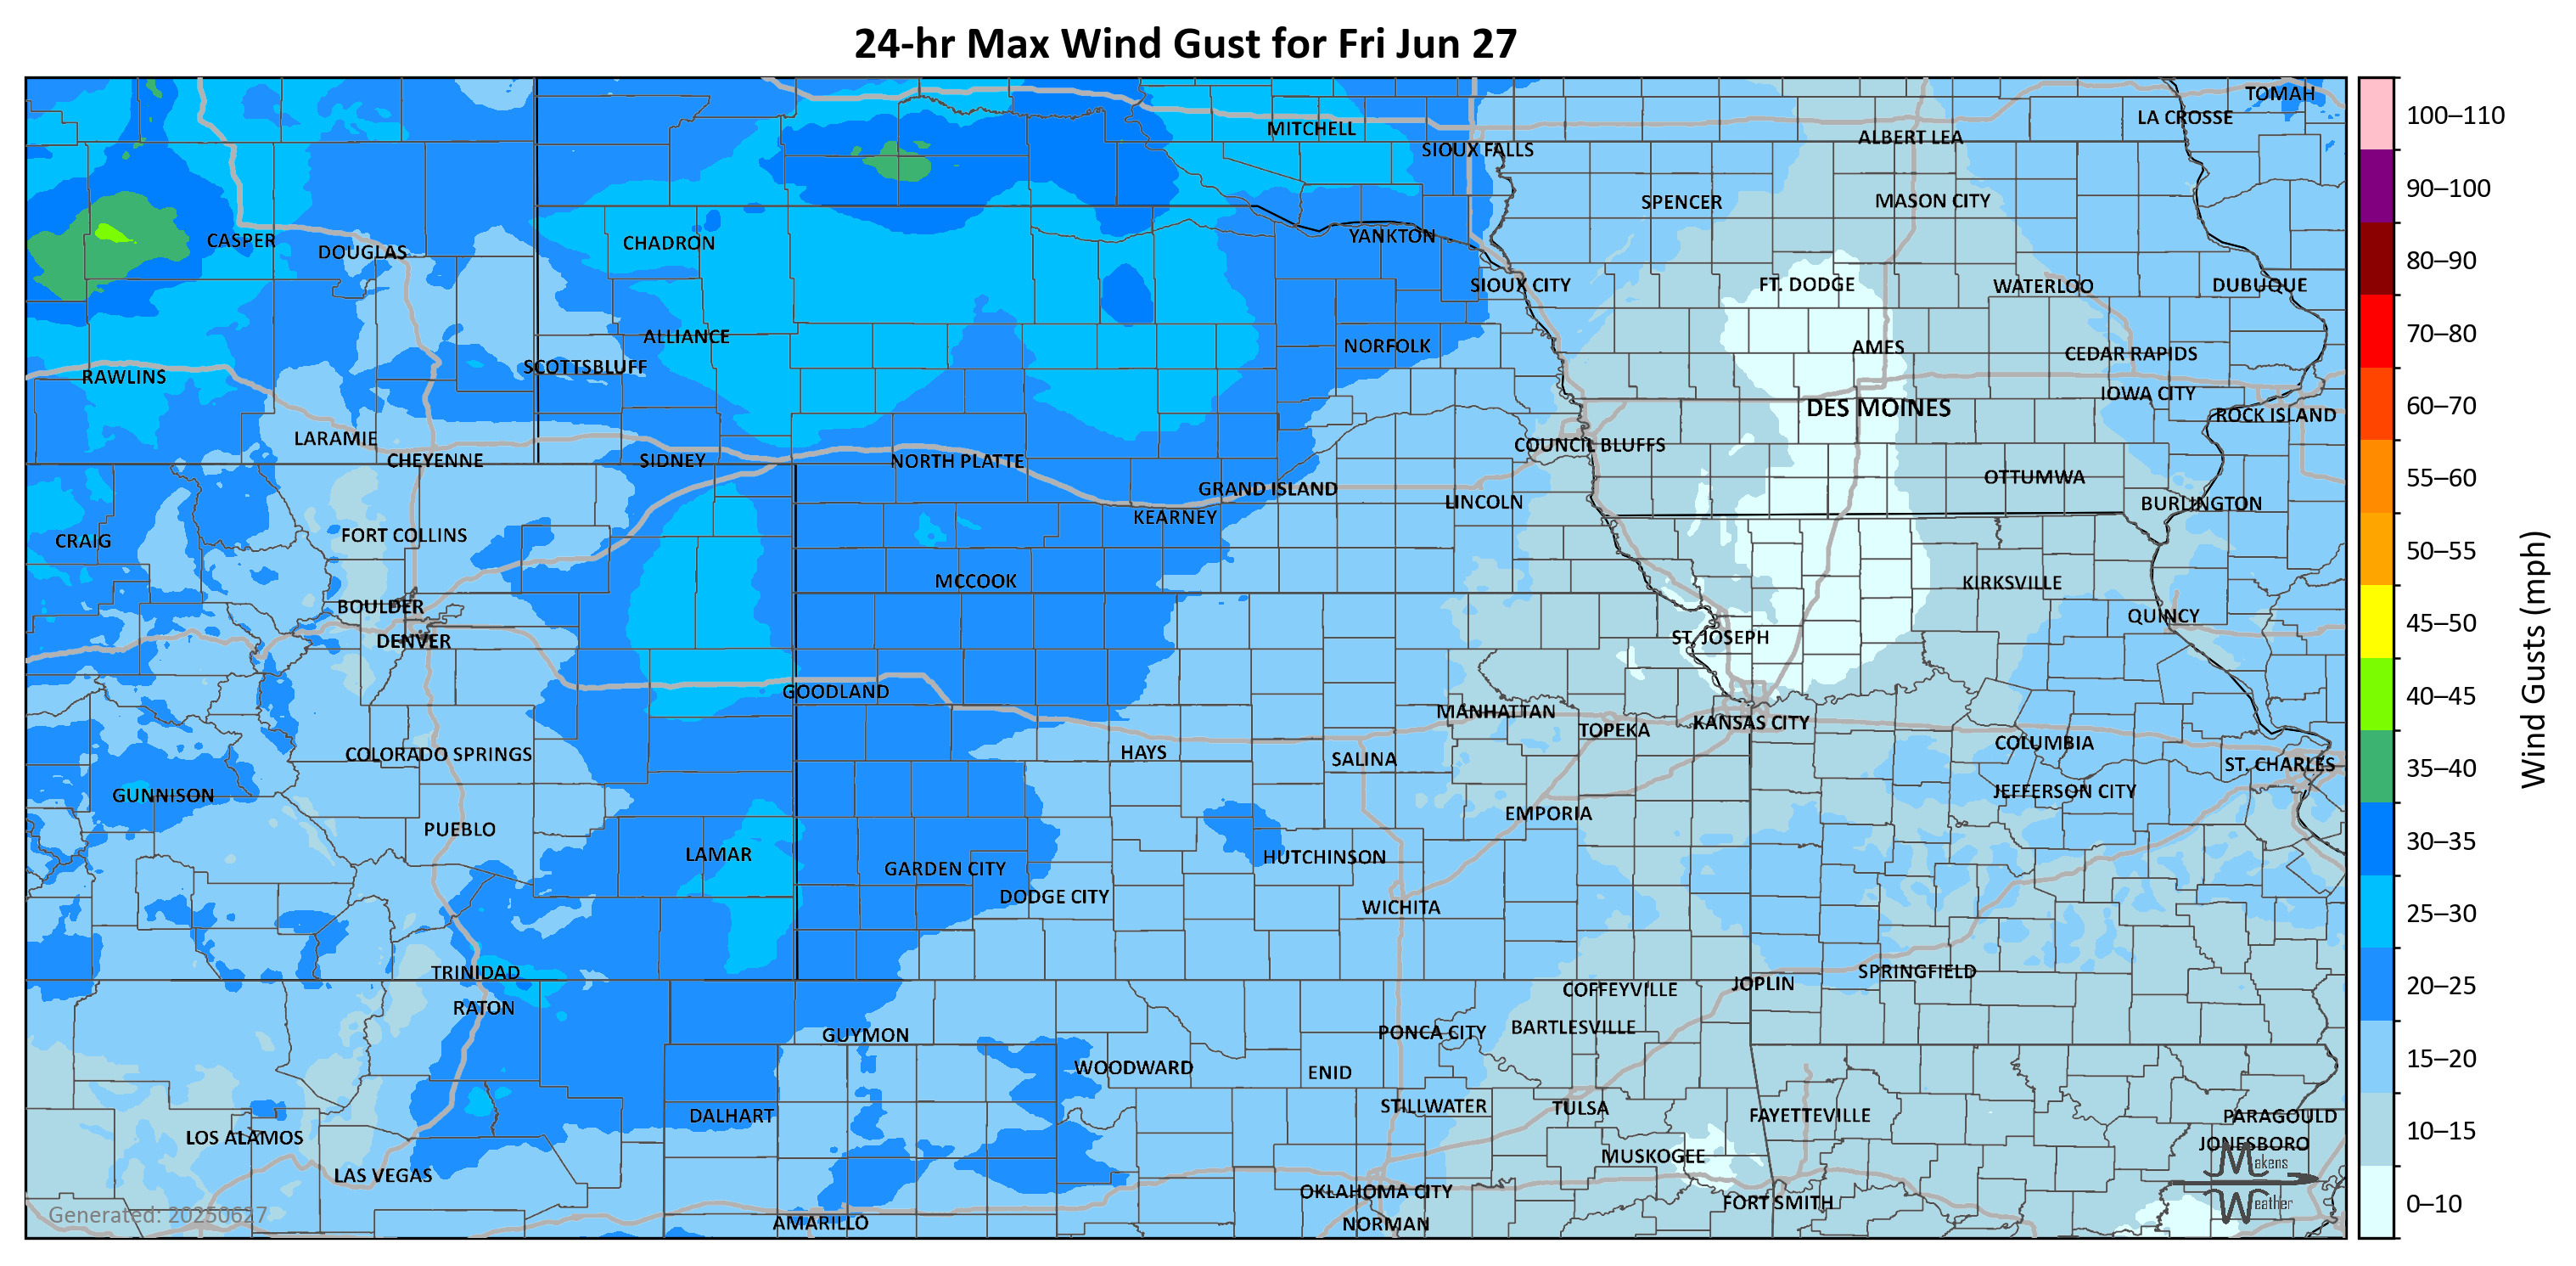 24-hr Max Wind Gust for Fri Jun 27
TOMAH
LA CROSSE
MITCHELL
ALBERT LEA
SIOUX FALLS
SPENCER
MASON CITY
CASPER
DOUGLAS
CHADRON
YANKTON
SIOUX CITY
FT. DODGE
WATERLOO
DUBUQUE
ALLIANCE
NORFOLK
AMES
CEDAR RAPIDS
RAWLINS
SCOTTSBLUFF
IOWA CITY
DES MOINES
ROCK ISLAND
LARAMIE
COUNCIL BLUFFS
CHEYENNE
SIDNEY
NORTH PLATTE
OTTUMWA
GRAND ISLAND
LINCOLN
BURLINGTON
KEARNEY
CRAIG
FORT COLLINS
MCCOOK
KIRKSVILLE
BOULDER
QUINCY
DENVER
ST. JOSEPH
GOODLAND
MANHATTAN
TOPEKA
KANSAS CITY
COLORADO SPRINGS
HAYS
SALINA
COLUMBIA
ST. CHARLES
GUNNISON
JEFFERSON CITY
PUEBLO
EMPORIA
LAMAR
GARDEN CITY
HUTCHINSON
DODGE CITY
WICHITA
TRINIDAD
SPRINGFIELD
RATON
COFFEYVILLE
JOPLIN
GUYMON
PONCA CITY
BARTLESVILLE
WOODWARD
ENID
DALHART
STILLWATER
TULSA
FAYETTEVILLE
PARAGOULD
LOS ALAMOS
JONESBORO
LAS VEGAS
MUSKOGEE
OKLAHOMA CITY
FORT SMITH
AMARILLO
NORMAN
Generated: 20250627
Makens
Weather
100–110
90–100
80–90
70–80
60–70
55–60
50–55
45–50
40–45
35–40
30–35
25–30
20–25
15–20
10–15
0–10
Wind Gusts (mph)